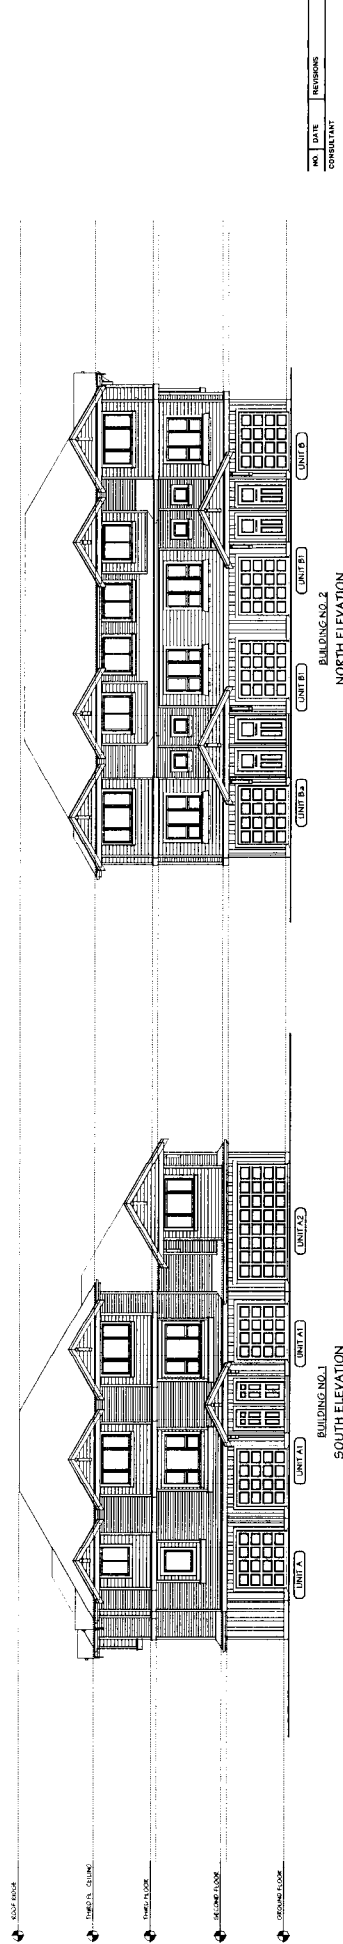 NO. DATE REVISIONS
CONSULTANT
ROOF RIDGE
THIRD FL. CEILING
THIRD FLOOR
SECOND FLOOR
GROUND FLOOR
UNIT A
UNIT A1
UNIT A1
UNIT A2
BUILDING NO. 1
SOUTH ELEVATION
UNIT Ba
UNIT B1
UNIT B1
UNIT B
BUILDING NO. 2
NORTH ELEVATION